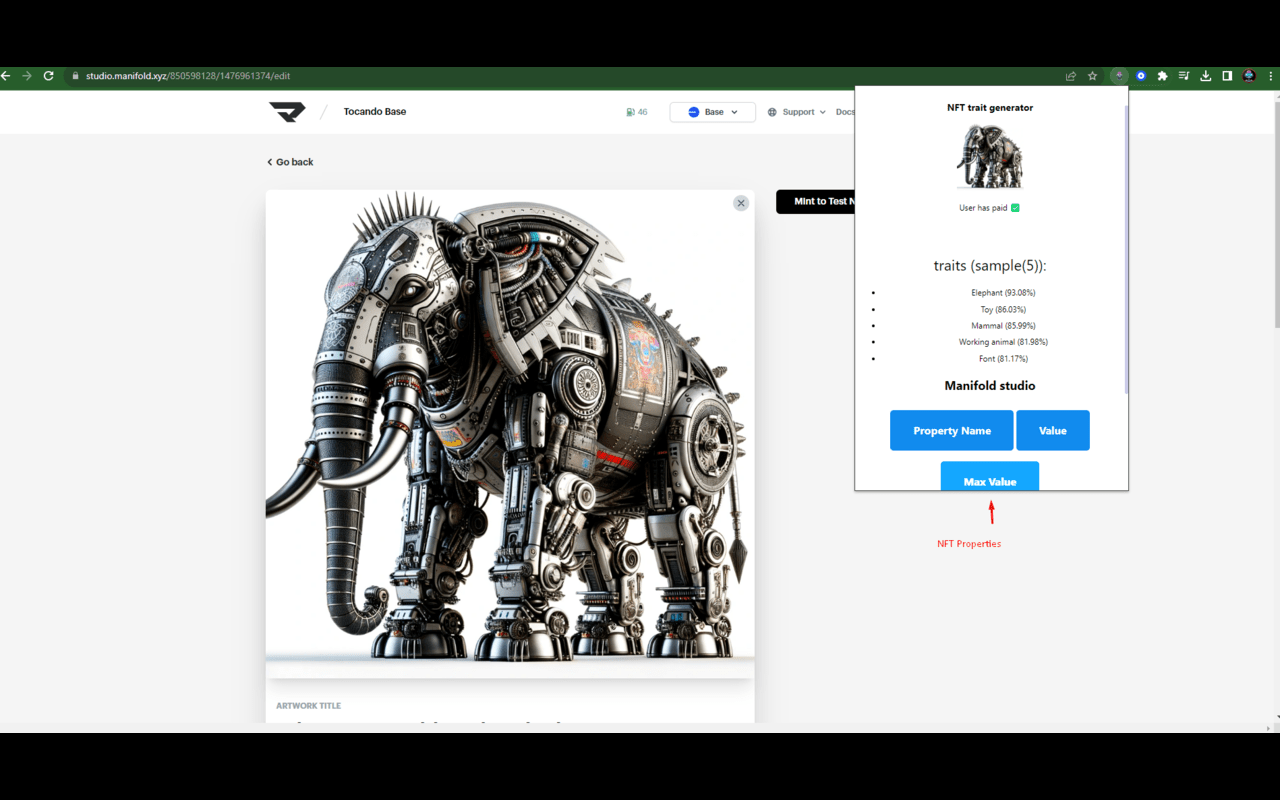 studio.manifold.xyz/850598128/1476961374/edit
Tocando Base
46
Base
Support
Docs
Go back
Mint to Test N
ARTWORK TITLE
NFT trait generator
User has paid
traits (sample(5)):
Elephant (93.08%)
Toy (86.03%)
Mammal (85.99%)
Working animal (81.98%)
Font (81.17%)
Manifold studio
Property Name
Value
Max Value
NFT Properties